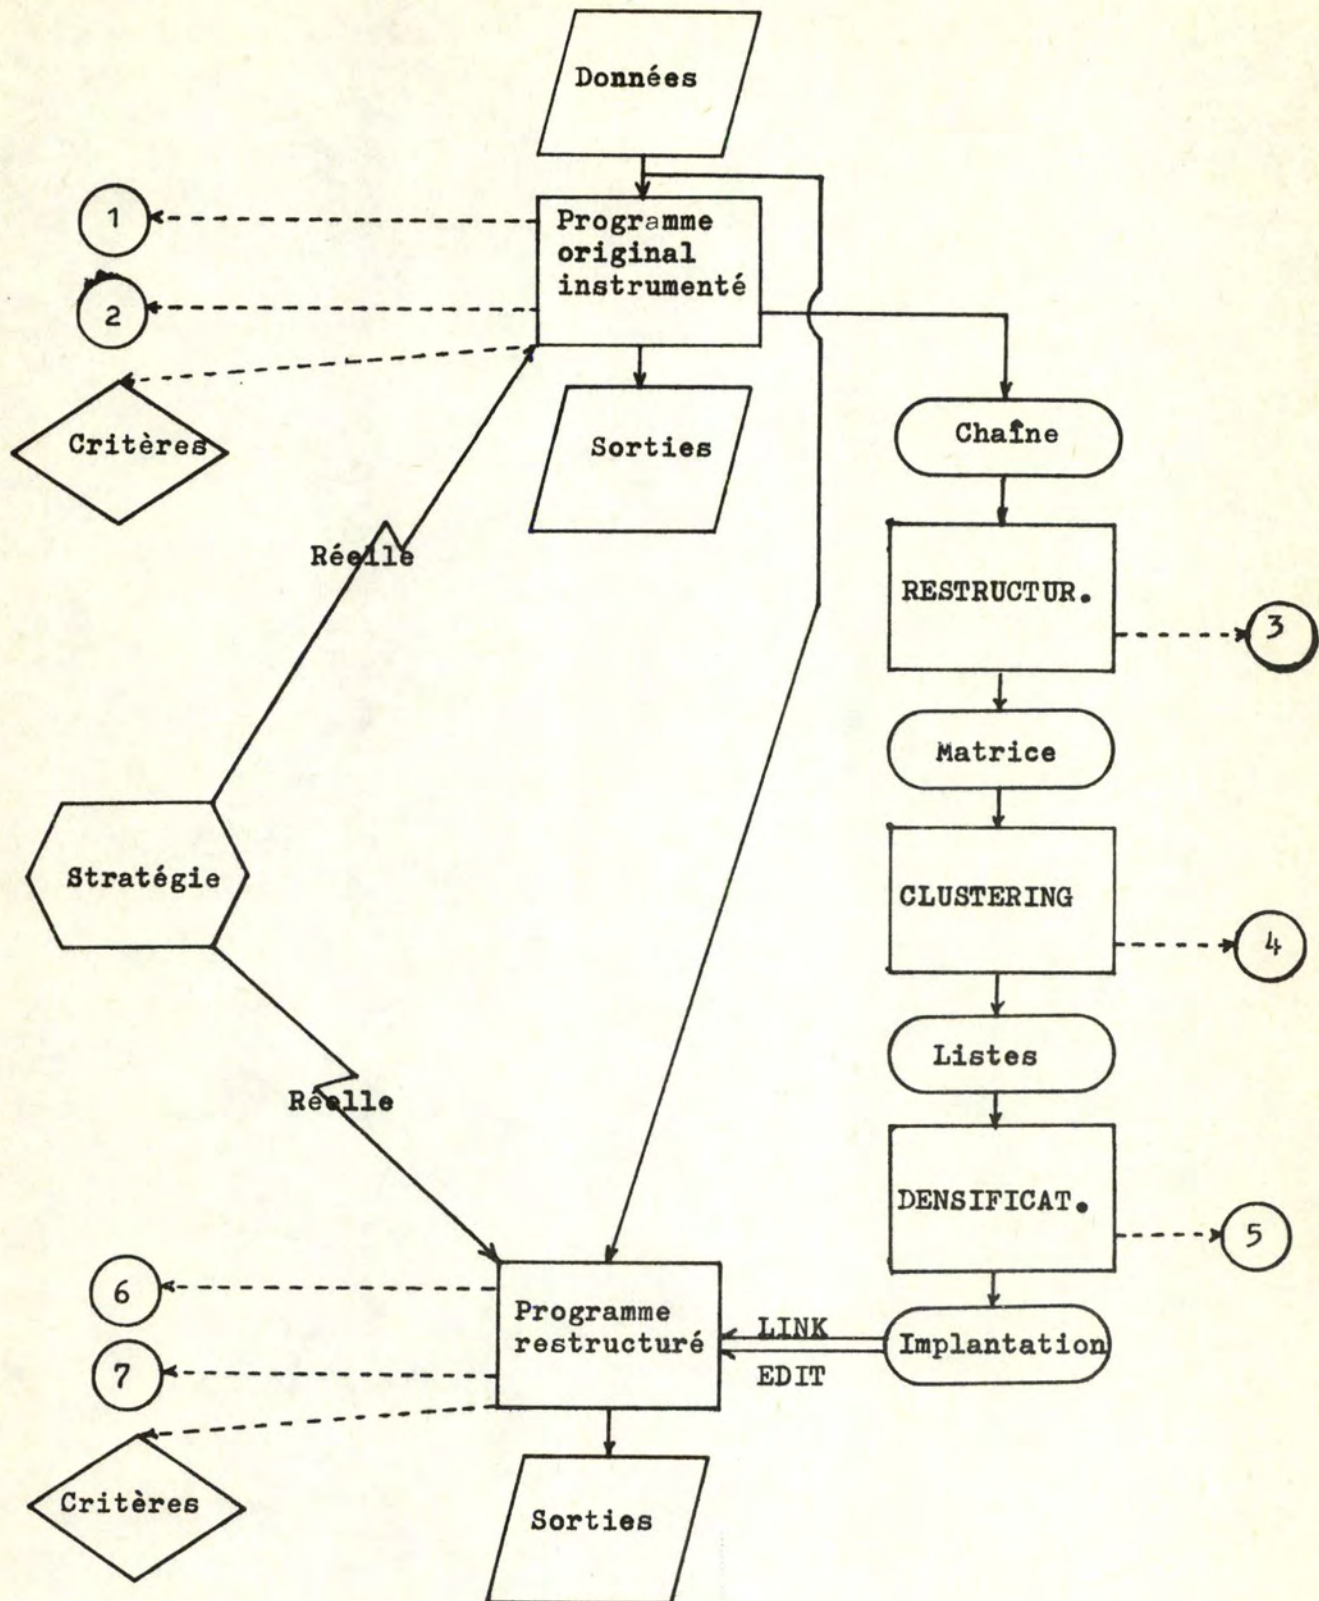 Données
1
Programme
original
instrumenté
2
Critères
Sorties
Chaîne
Réelle
RESTRUCTUR.
3
Matrice
Stratégie
CLUSTERING
4
Listes
Réelle
DENSIFICAT.
5
6
Programme
restructuré
LINK
EDIT
Implantation
7
Critères
Sorties